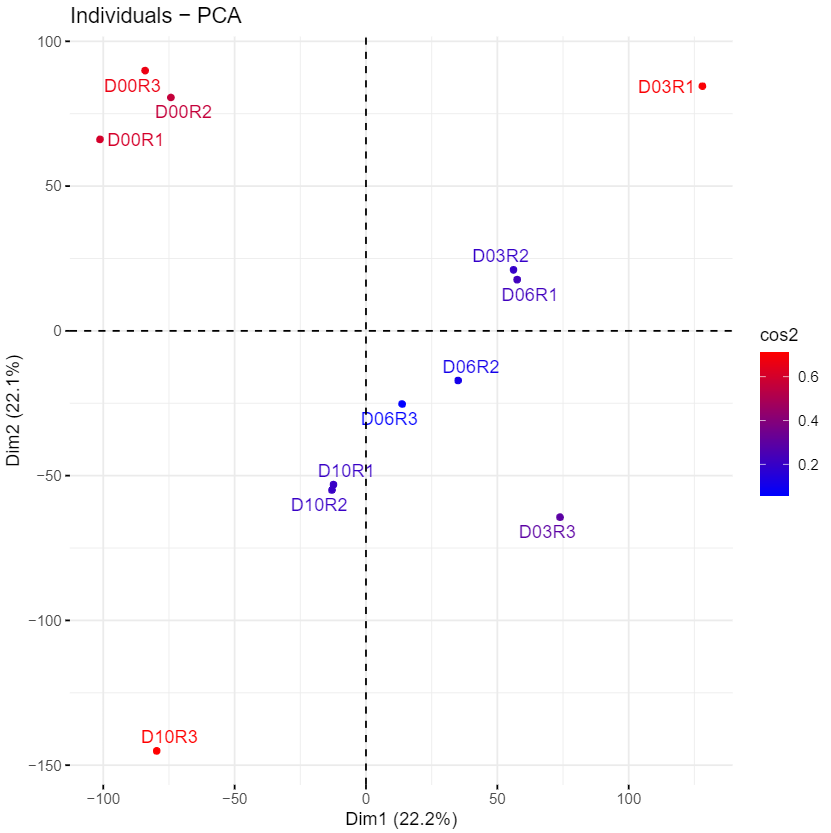 Individuals − PCA
100
50
0
−50
−100
−150
Dim2 (22.1%)
D00R3
D00R2
D00R1
D03R1
D03R2
D06R1
D06R2
D06R3
D10R1
D10R2
D03R3
D10R3
−100
−50
0
50
100
Dim1 (22.2%)
cos2
0.6
0.4
0.2